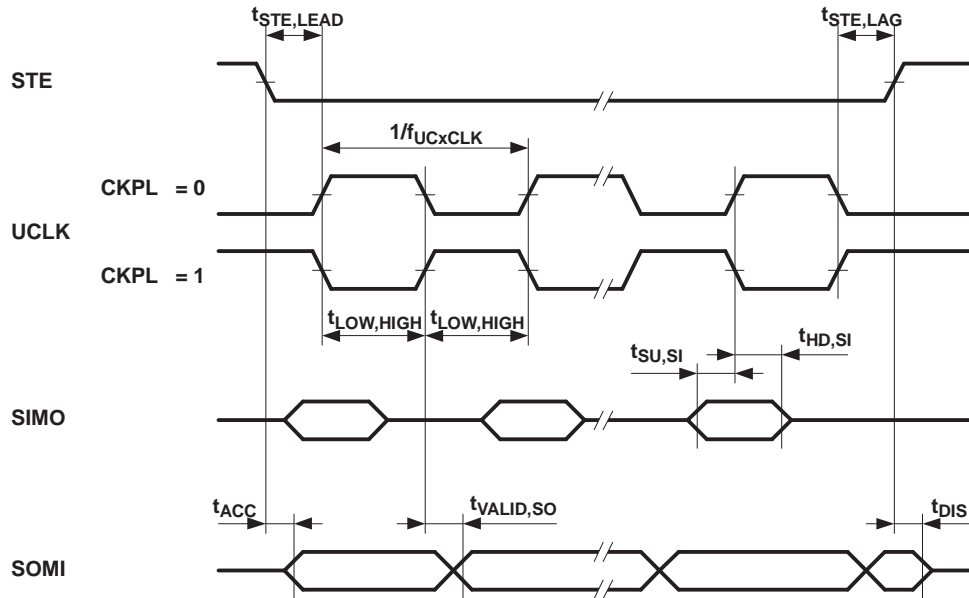 tSTE,LEAD tSTE,LAG
STE
1/fUCxCLK
CKPL = 0
UCLK
CKPL = 1
tLOW,HIGH tLOW,HIGH
tSU,SI tHD,SI
SIMO
tACC tVALID,SO tDIS
SOMI